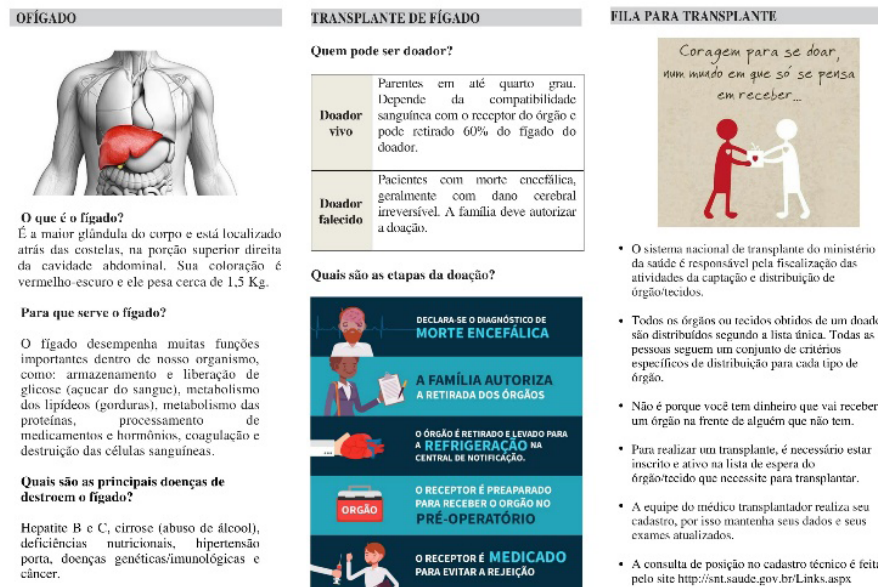 OFÍGADO
O que é o fígado?
É a maior glândula do corpo e está localizado
atrás das costelas, na porção superior direita
da cavidade abdominal. Sua coloração é
vermelho-escuro e ele pesa cerca de 1,5 Kg.
Para que serve o fígado?
O fígado desempenha muitas funções
importantes dentro de nosso organismo,
como: armazenamento e liberação de
glicose (açucar do sangue), metabolismo
dos lipídeos (gorduras), metabolismo das
proteínas, processamento de
medicamentos e hormônios, coagulação e
destruição das células sanguíneas.
Quais são as principais doenças de
destroem o fígado?
Hepatite B e C, cirrose (abuso de álcool),
deficiências nutricionais, hipertensão
porta, doenças genéticas/imunológicas e
câncer.
TRANSPLANTE DE FÍGADO
Quem pode ser doador?
Doador
vivo
Parentes em até quarto grau.
Depende da compatibilidade
sanguínea com o receptor do órgão e
pode retirado 60% do fígado do
doador.
Doador
falecido
Pacientes com morte encefálica,
geralmente com dano cerebral
irreversível. A família deve autorizar
a doação.
Quais são as etapas da doação?
DECLARA-SE O DIAGNÓSTICO DE
MORTE ENCEFÁLICA
A FAMÍLIA AUTORIZA
A RETIRADA DOS ÓRGÃOS
O ÓRGÃO É RETIRADO E LEVADO PARA
A REFRIGERAÇÃO NA
CENTRAL DE NOTIFICAÇÃO.
ORGÃO
O RECEPTOR É PREAPARADO
PARA RECEBER O ORGÃO NO
PRÉ-OPERATÓRIO
O RECEPTOR É MEDICADO
PARA EVITAR A REJEIÇÃO
FILA PARA TRANSPLANTE
Coragem para se doar,
num mundo em que só se pensa
em receber...
• O sistema nacional de transplante do ministério
da saúde é responsável pela fiscalização das
atividades da captação e distribuição de
órgão/tecidos.
• Todos os órgãos ou tecidos obtidos de um doado
são distribuídos segundo a lista única. Todas as
pessoas seguem um conjunto de critérios
específicos de distribuição para cada tipo de
órgão.
• Não é porque você tem dinheiro que vai receber
um órgão na frente de alguém que não tem.
• Para realizar um transplante, é necessário estar
inscrito e ativo na lista de espera do
órgão/tecido que necessite para transplantar.
• A equipe do médico transplantador realiza seu
cadastro, por isso mantenha seus dados e seus
exames atualizados.
• A consulta de posição no cadastro técnico é feita
pelo site http://snt.saude.gov.br/Links.aspx